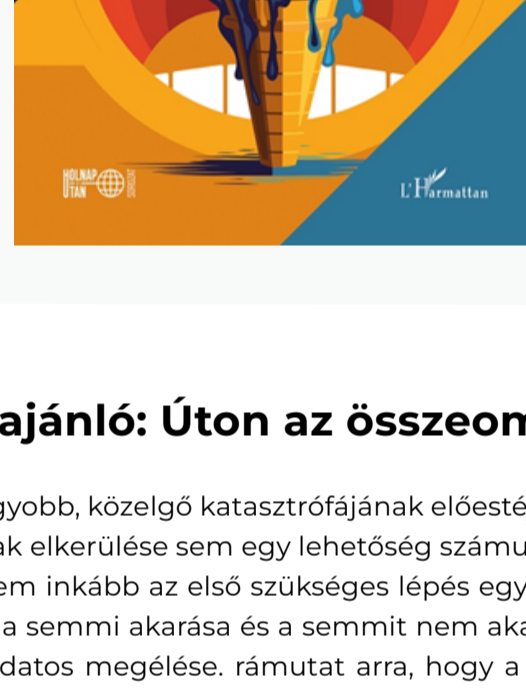 HOLNAP
UTÁN
SOROZAT
L'Harmattan
ajánló: Úton az összeom
gyobb, közelgő katasztrófájának előesté
ak elkerülése sem egy lehetőség számu
em inkább az első szükséges lépés egy
a semmi akarása és a semmit nem aka
datos megélése. rámutat arra, hogy a